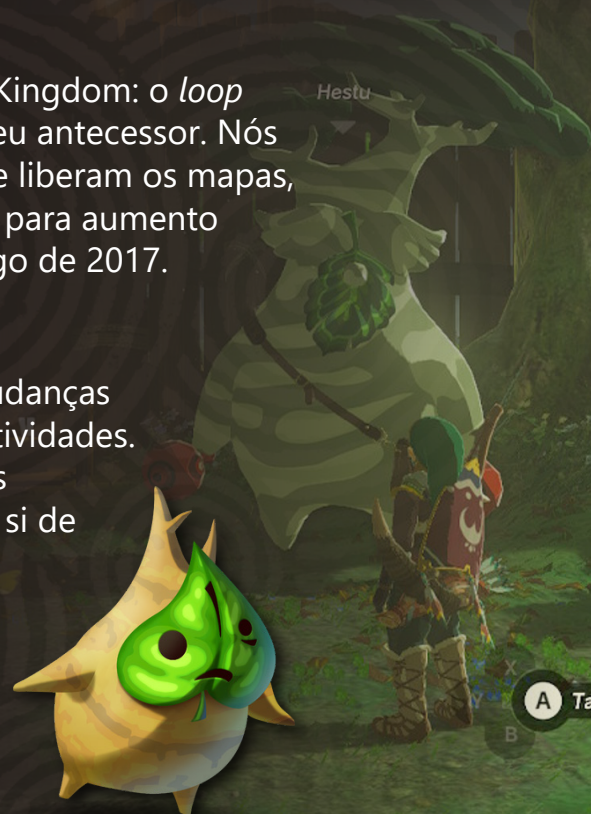 Kingdom: o loop
eu antecessor. Nós
e liberam os mapas,
para aumento
go de 2017.
udanças
tividades.
s
si de
Hestu
A Ta
X
Y
B